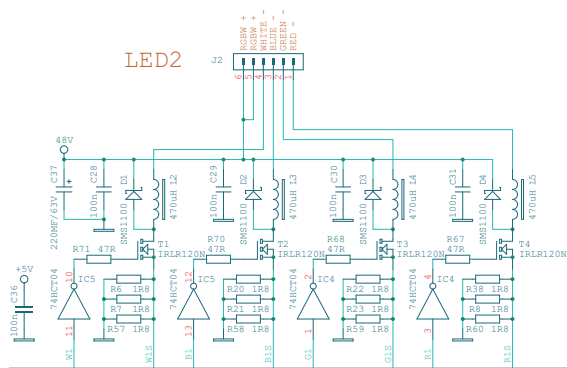 LED2
J2
RGBW +
RGBW +
WHITE -
BLUE -
GREEN -
RED -
6
5
4
3
2
1
48V
C37
220MF/63V
C28
100n
D1
SMS1100
L2
470uH
C29
100n
D2
SMS1100
L3
470uH
C30
100n
D3
SMS1100
L4
470uH
C31
100n
D4
SMS1100
L5
470uH
R71 47R
T1
IRLR120N
R70
47R
T2
IRLR120N
R68
47R
T3
IRLR120N
R67
47R
T4
IRLR120N
+5V
C36
100n
74HCT04
10
IC5
11
R6 1R8
R7 1R8
R57 1R8
74HCT04
12
IC5
13
R20 1R8
R21 1R8
R58 1R8
74HCT04
2
IC4
1
R22 1R8
R23 1R8
R59 1R8
74HCT04
4
IC4
3
R38 1R8
R8 1R8
R60 1R8
W1
W1S
B1
B1S
G1
G1S
R1
R1S